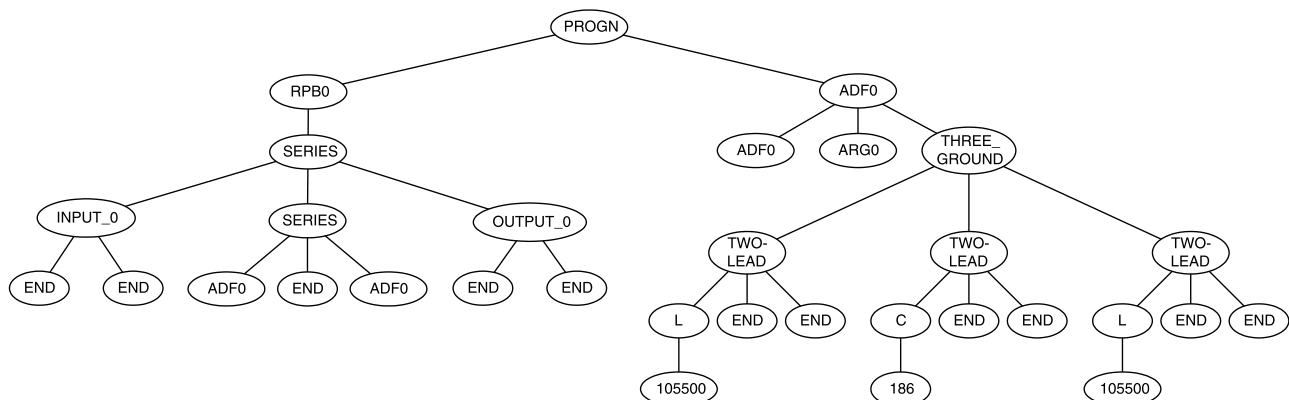 PROGN
RPB0
ADF0
SERIES
ADF0
ARG0
THREE_
GROUND
INPUT_0
SERIES
OUTPUT_0
TWO-
LEAD
TWO-
LEAD
TWO-
LEAD
END
END
ADF0
END
ADF0
END
END
L
END
END
C
END
END
L
END
END
105500
186
105500